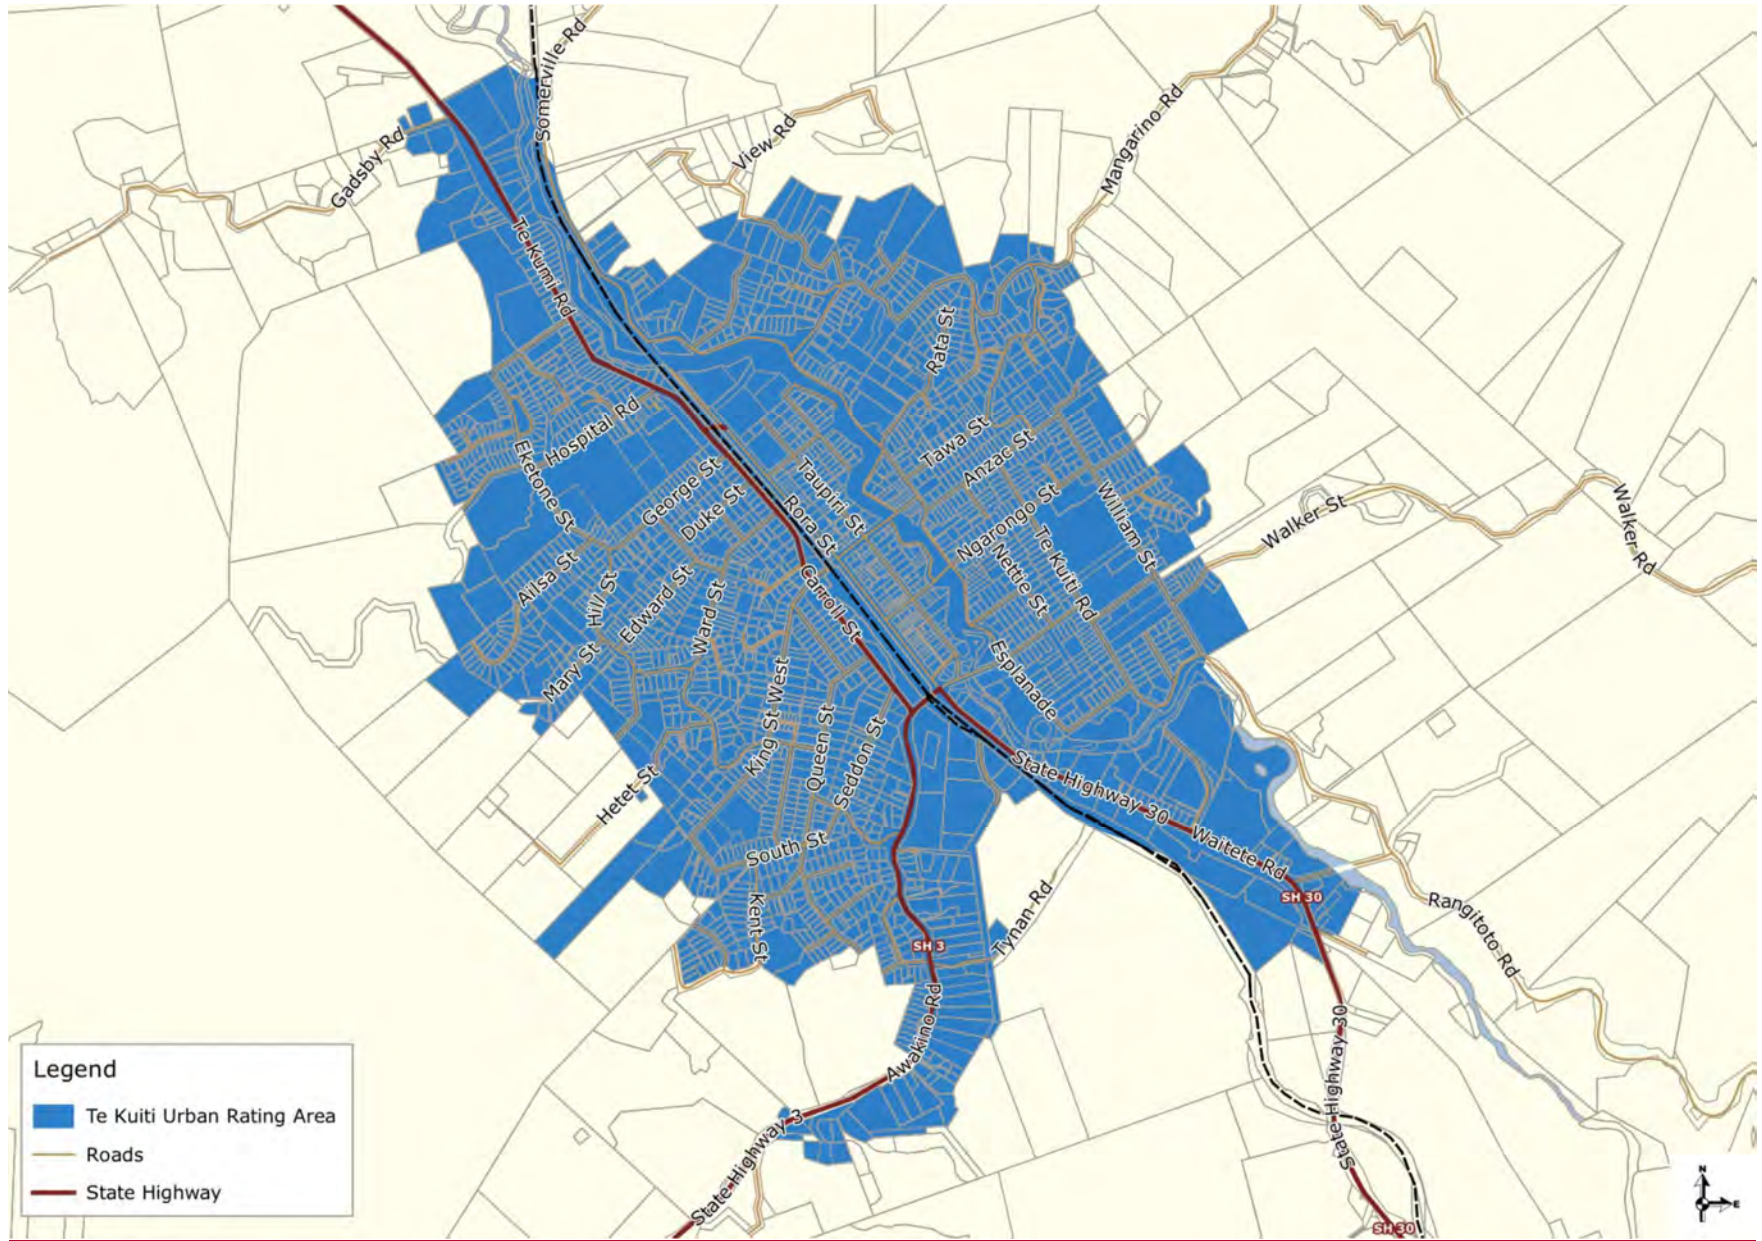 Somerville Rd
View Rd
Mangarino Rd
Gadsby Rd
Te Kumi Rd
Rata St
Hospital Rd
Eketone St
Tawa St
Anzac St
George St
Duke St
Taupiri St
Rora St
Ngarongo St
William St
Walker St
Walker Rd
Te Kuiti Rd
Nettie St
Ailsa St
Hill St
Edward St
Ward St
Carroll St
Mary St
Esplanade
King St West
Queen St
Seddon St
Hetet St
State Highway 30
Waitete Rd
South St
Kent St
SH 30
Tynan Rd
Rangitoto Rd
SH 3
Awakino Rd
State Highway 3
State Highway 30
State
SH 30
Legend
Te Kuiti Urban Rating Area
Roads
State Highway
N
E